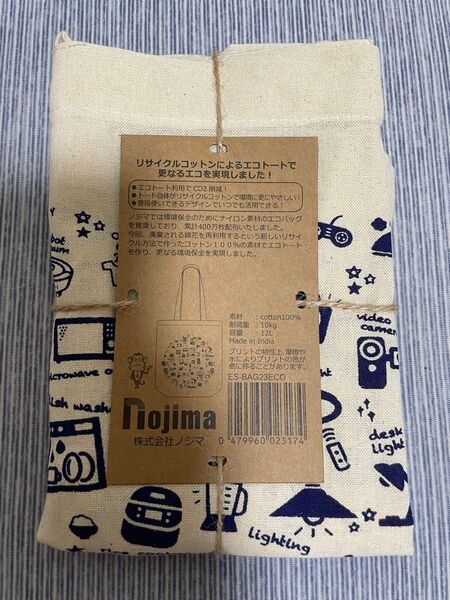 リサイクルコットンによるエコトートで
更なるエコを実現しました！
●エコトート利用でCO2削減！
●トート自体がリサイクルコットンで環境に更にやさしい！
●普段使いできるデザインでいつでも活用できる！
ノジマでは環境保全のためにナイロン素材のエコバッグ
を推奨しており、累計400万枚配布いたしました。
今回、廃棄される綿花を再利用するという新しいリサイ
クル方法で作ったコットン１００％の素材でエコトート
を作り、更なる環境保全を実現しました。
素材 : cotton100%
耐荷重 : 10kg
容量 : 12L
Made in India
プリントの特性上、摩擦や
水によりプリントの色が
他に移ることがあります。
ES-BAG23ECO
nojima
株式会社ノジマ
0 479960 023174
video
camera
desk
light
lighting